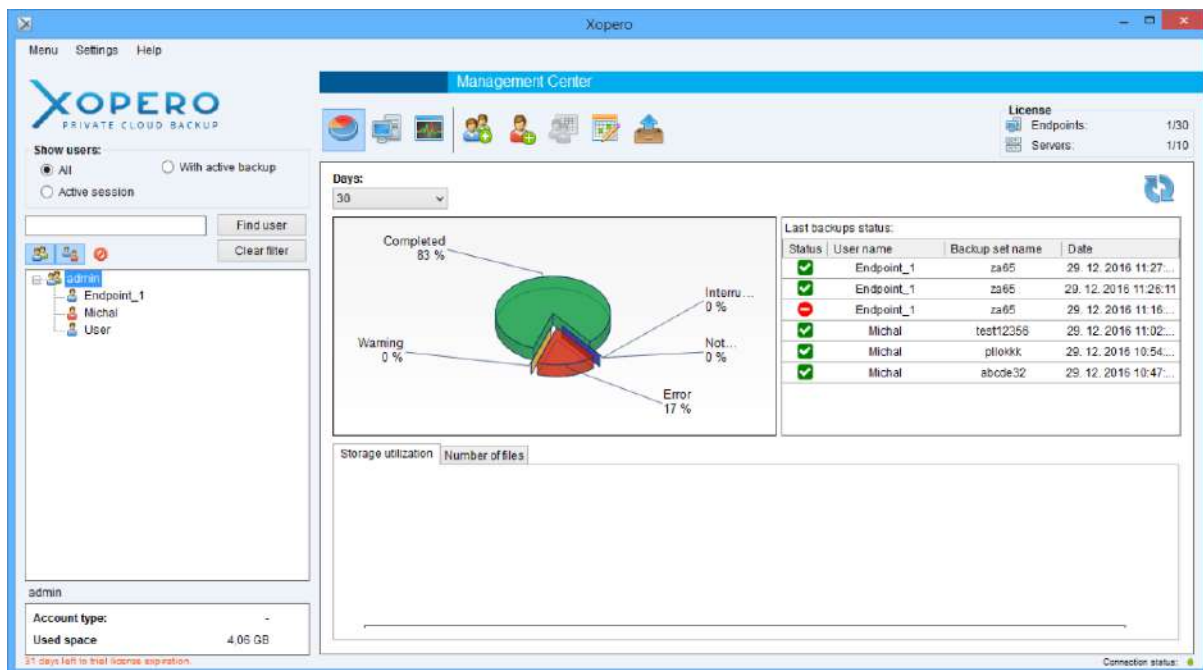 Xopero
Menu Settings Help
XOPERO
PRIVATE CLOUD BACKUP
Show users:
All
With active backup
Active session
Find user
Clear filter
admin
Endpoint_1
Michal
User
admin
Account type: -
Used space 4,06 GB
31 days left to trial license expiration.
Management Center
License
Endpoints: 1/30
Servers: 1/10
Days:
30
Completed
83 %
Interru...
0 %
Not...
0 %
Error
17 %
Warning
0 %
Last backups status:
Status User name Backup set name Date
Endpoint_1 za65 29. 12. 2016 11:27:...
Endpoint_1 za65 29. 12. 2016 11:26:11
Endpoint_1 za65 29. 12. 2016 11:16:...
Michal test12356 29. 12. 2016 11:02:...
Michal pliokkk 29. 12. 2016 10:54:...
Michal abcde32 29. 12. 2016 10:47:...
Storage utilization Number of files
Connection status: